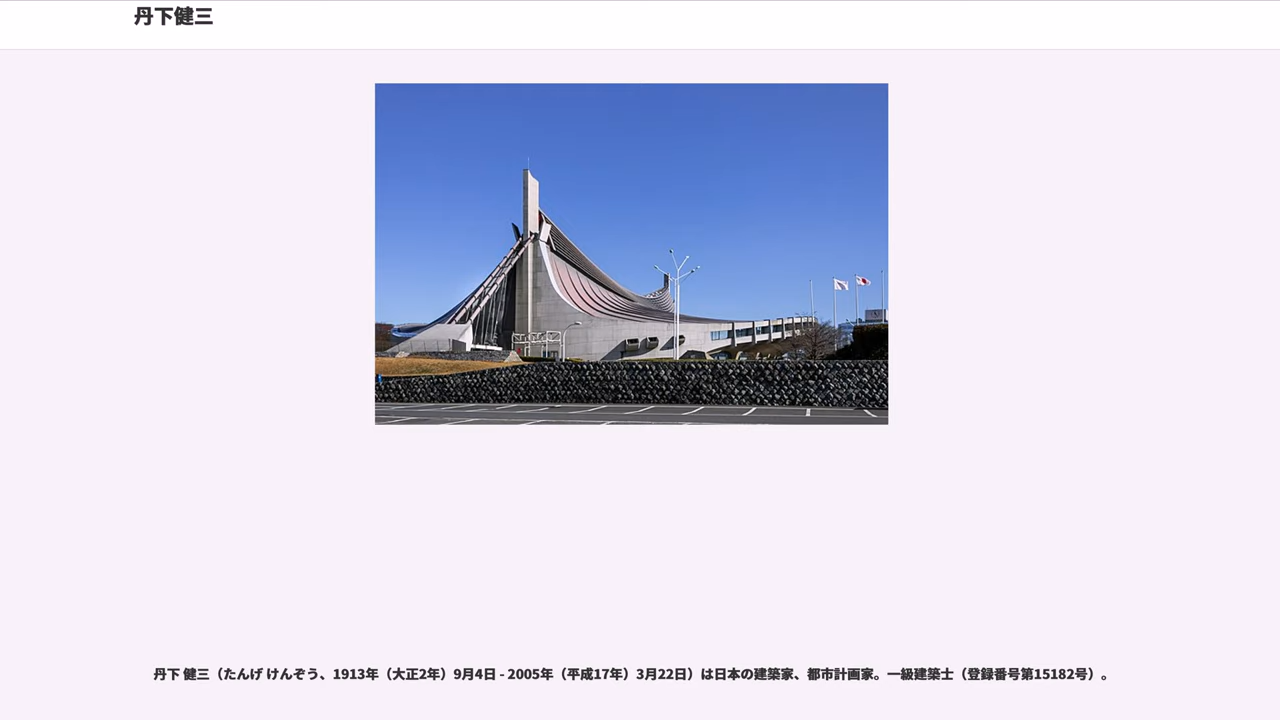 丹下健三
丹下 健三（たんげ けんぞう、1913年（大正2年）9月4日 - 2005年（平成17年）3月22日）は日本の建築家、都市計画家。一級建築士（登録番号第15182号）。